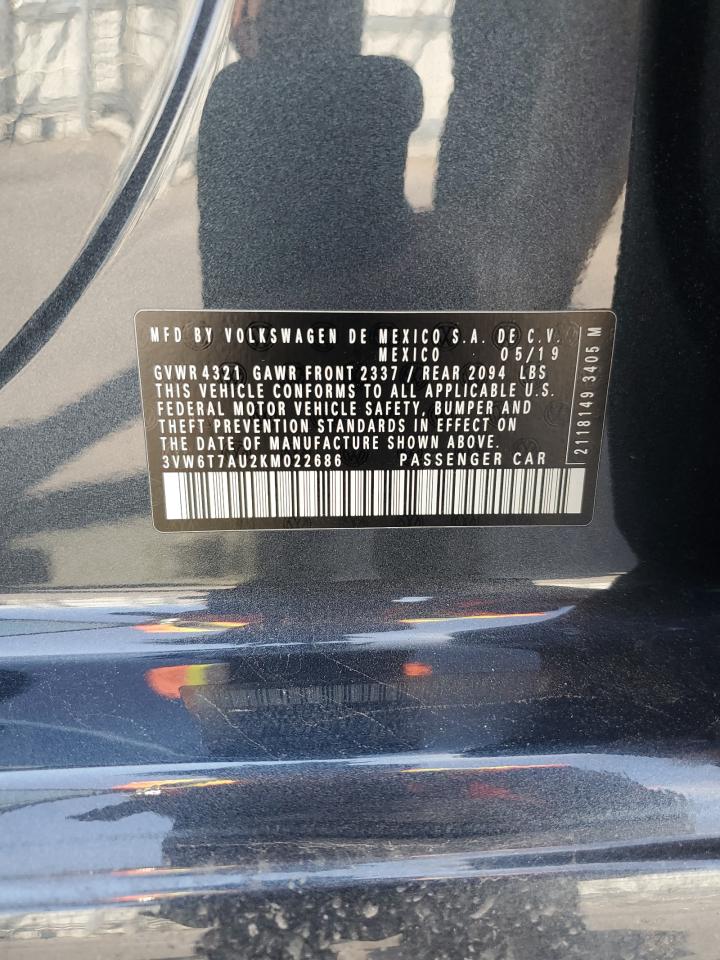 MFD BY VOLKSWAGEN DE MEXICO S.A. DE C.V.
MEXICO 05/19
GVWR 4321 GAWR FRONT 2337 / REAR 2094 LBS
THIS VEHICLE CONFORMS TO ALL APPLICABLE U.S.
FEDERAL MOTOR VEHICLE SAFETY, BUMPER AND
THEFT PREVENTION STANDARDS IN EFFECT ON
THE DATE OF MANUFACTURE SHOWN ABOVE.
3VW6T7AU2KM022686 PASSENGER CAR
2118149 3405 M